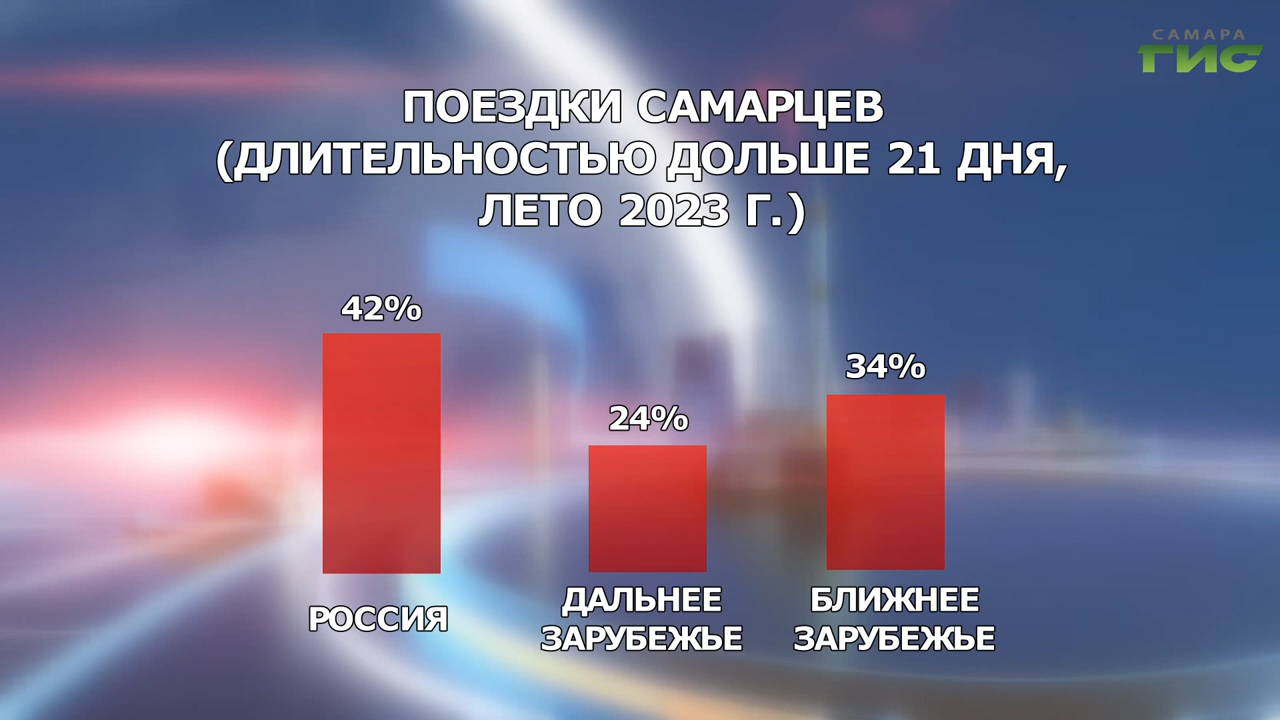 САМАРА
ГИС
ПОЕЗДКИ САМАРЦЕВ
(ДЛИТЕЛЬНОСТЬЮ ДОЛЬШЕ 21 ДНЯ,
ЛЕТО 2023 Г.)
42%
24%
34%
РОССИЯ
ДАЛЬНЕЕ
ЗАРУБЕЖЬЕ
БЛИЖНЕЕ
ЗАРУБЕЖЬЕ